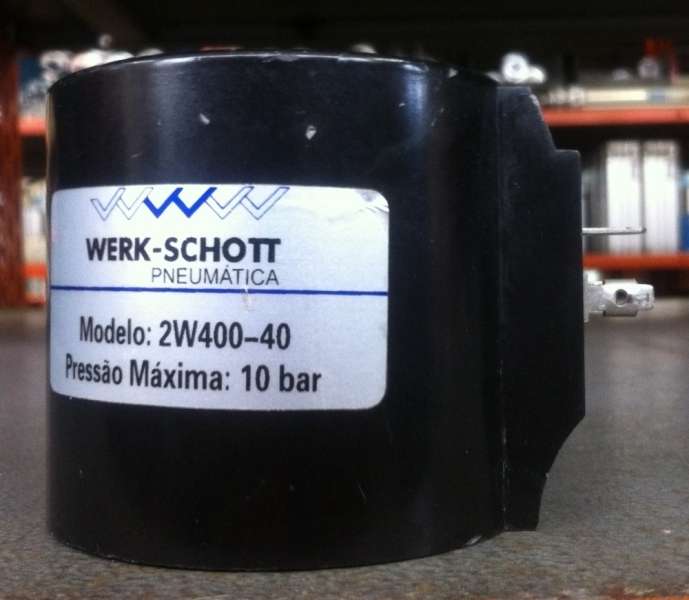 WERK-SCHOTT
PNEUMÁTICA
Modelo: 2W400-40
Pressão Máxima: 10 bar